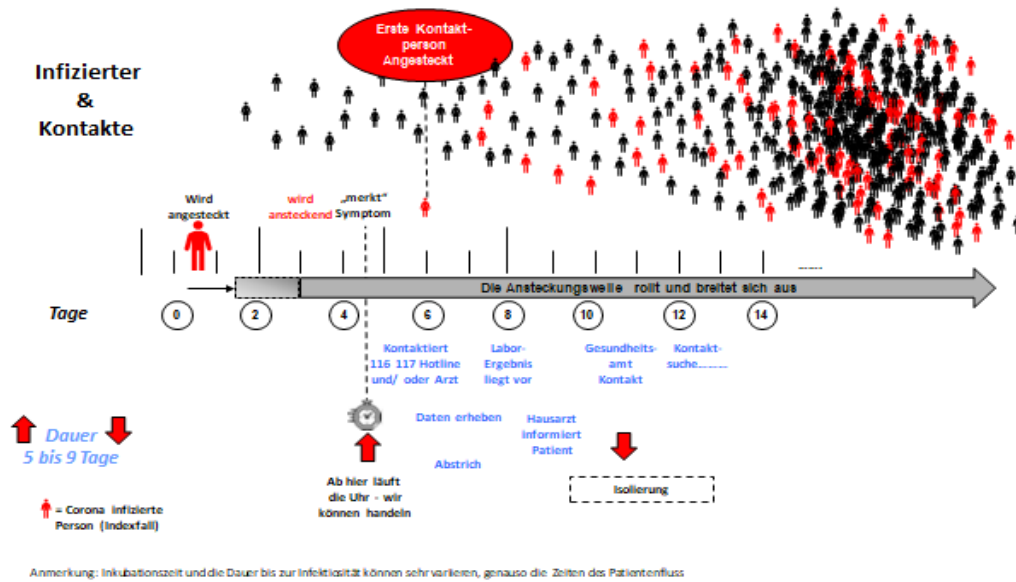 Erste Kontakt-
person
Angesteckt
Infizierter
&
Kontakte
Wird
angesteckt
wird
ansteckend
„merkt“
Symptom
Die Ansteckungswelle rollt und breitet sich aus
Tage
0
2
4
6
8
10
12
14
Kontaktiert
116 117 Hotline
und/ oder Arzt
Labor-
Ergebnis
liegt vor
Gesundheits-
amt
Kontakt
Kontakt-
suche.......
Daten erheben
Hausarzt
informiert
Patient
Abstrich
Dauer
5 bis 9 Tage
Ab hier läuft
die Uhr - wir
können handeln
Isolierung
= Corona infizierte
Person (Indexfall)
Anmerkung: Inkubationszeit und die Dauer bis zur Infektiosität können sehr variieren, genauso die Zeiten des Patientenfluss